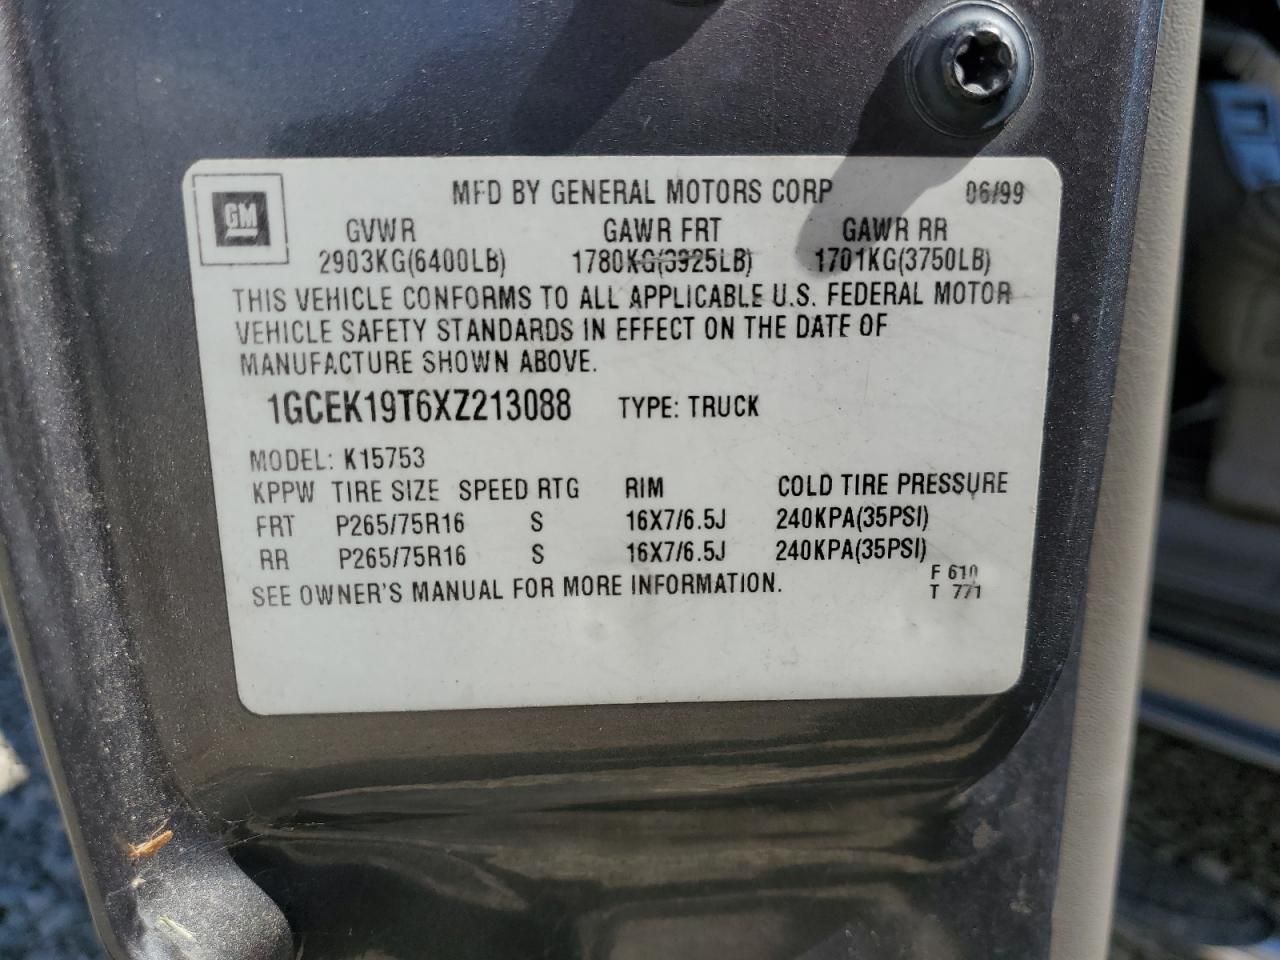 GM
MFD BY GENERAL MOTORS CORP 06/99
GVWR GAWR FRT GAWR RR
2903KG(6400LB) 1780KG(3925LB) 1701KG(3750LB)
THIS VEHICLE CONFORMS TO ALL APPLICABLE U.S. FEDERAL MOTOR
VEHICLE SAFETY STANDARDS IN EFFECT ON THE DATE OF
MANUFACTURE SHOWN ABOVE.
1GCEK19T6XZ213088 TYPE: TRUCK
MODEL: K15753
KPPW TIRE SIZE SPEED RTG RIM COLD TIRE PRESSURE
FRT P265/75R16 S 16X7/6.5J 240KPA(35PSI)
RR P265/75R16 S 16X7/6.5J 240KPA(35PSI)
F 610
SEE OWNER'S MANUAL FOR MORE INFORMATION. T 771